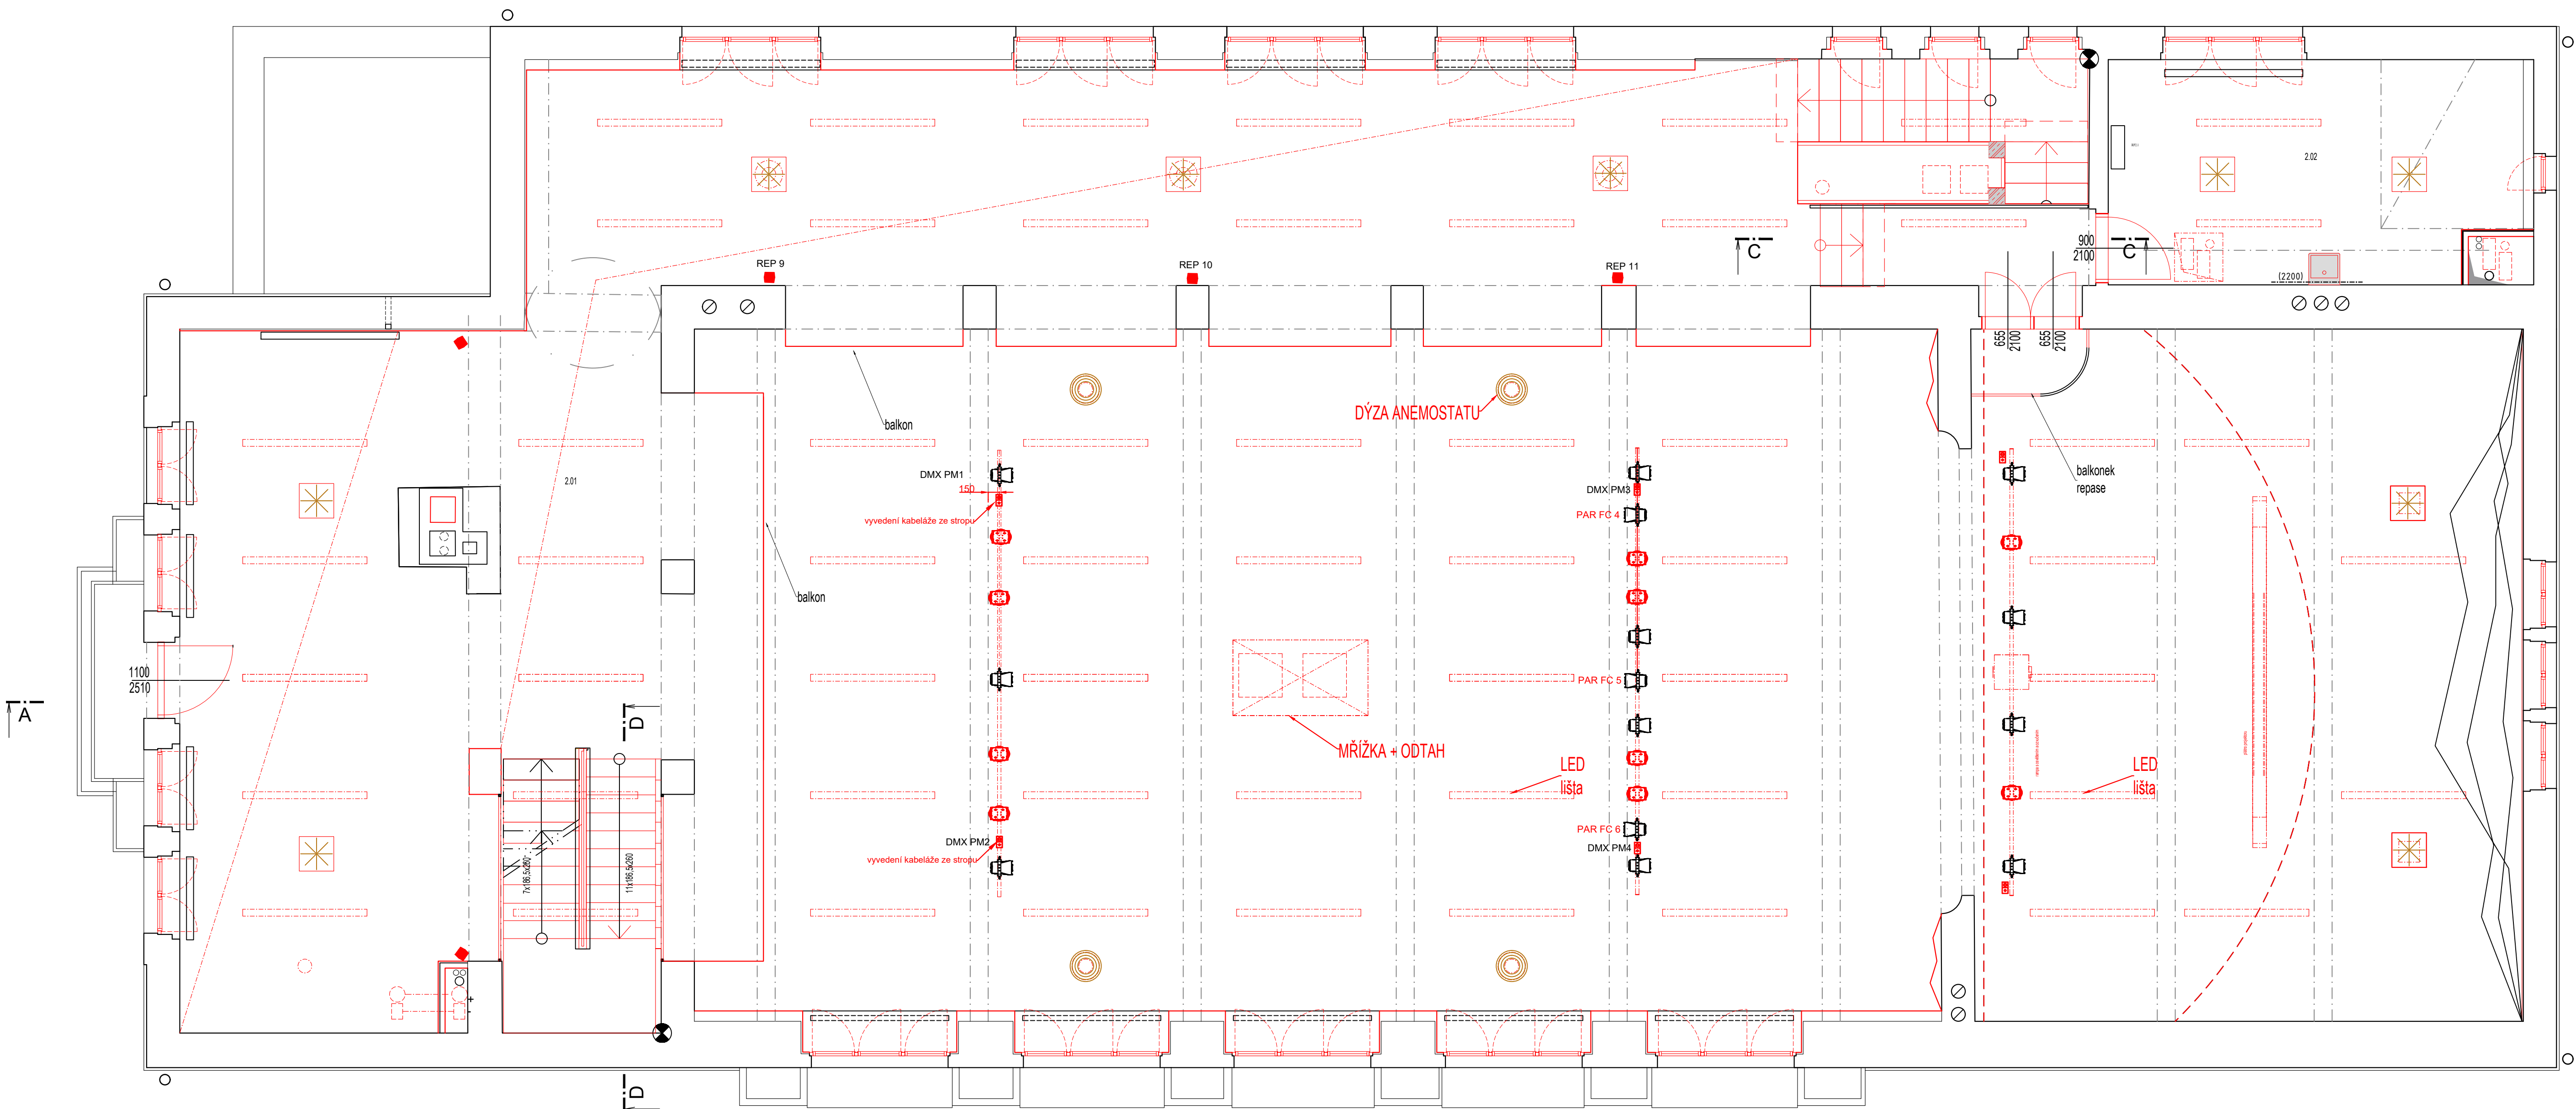 2.02
900
2100
C
C
(2200)
REP 9
REP 10
REP 11
655
2100
655
2100
balkon
DÝZA ANEMOSTATU
balkonek
repase
2.01
DMX PM1
150
vyvedení kabeláže ze stropu
DMX PM3
PAR FC 4
balkon
1100
2510
A
D
PAR FC 5
MŘÍŽKA + ODTAH
LED
lišta
LED
lišta
PAR FC 6
DMX PM4
DMX PM2
vyvedení kabeláže ze stropu
7x186,5x260
11x186,5x260
D